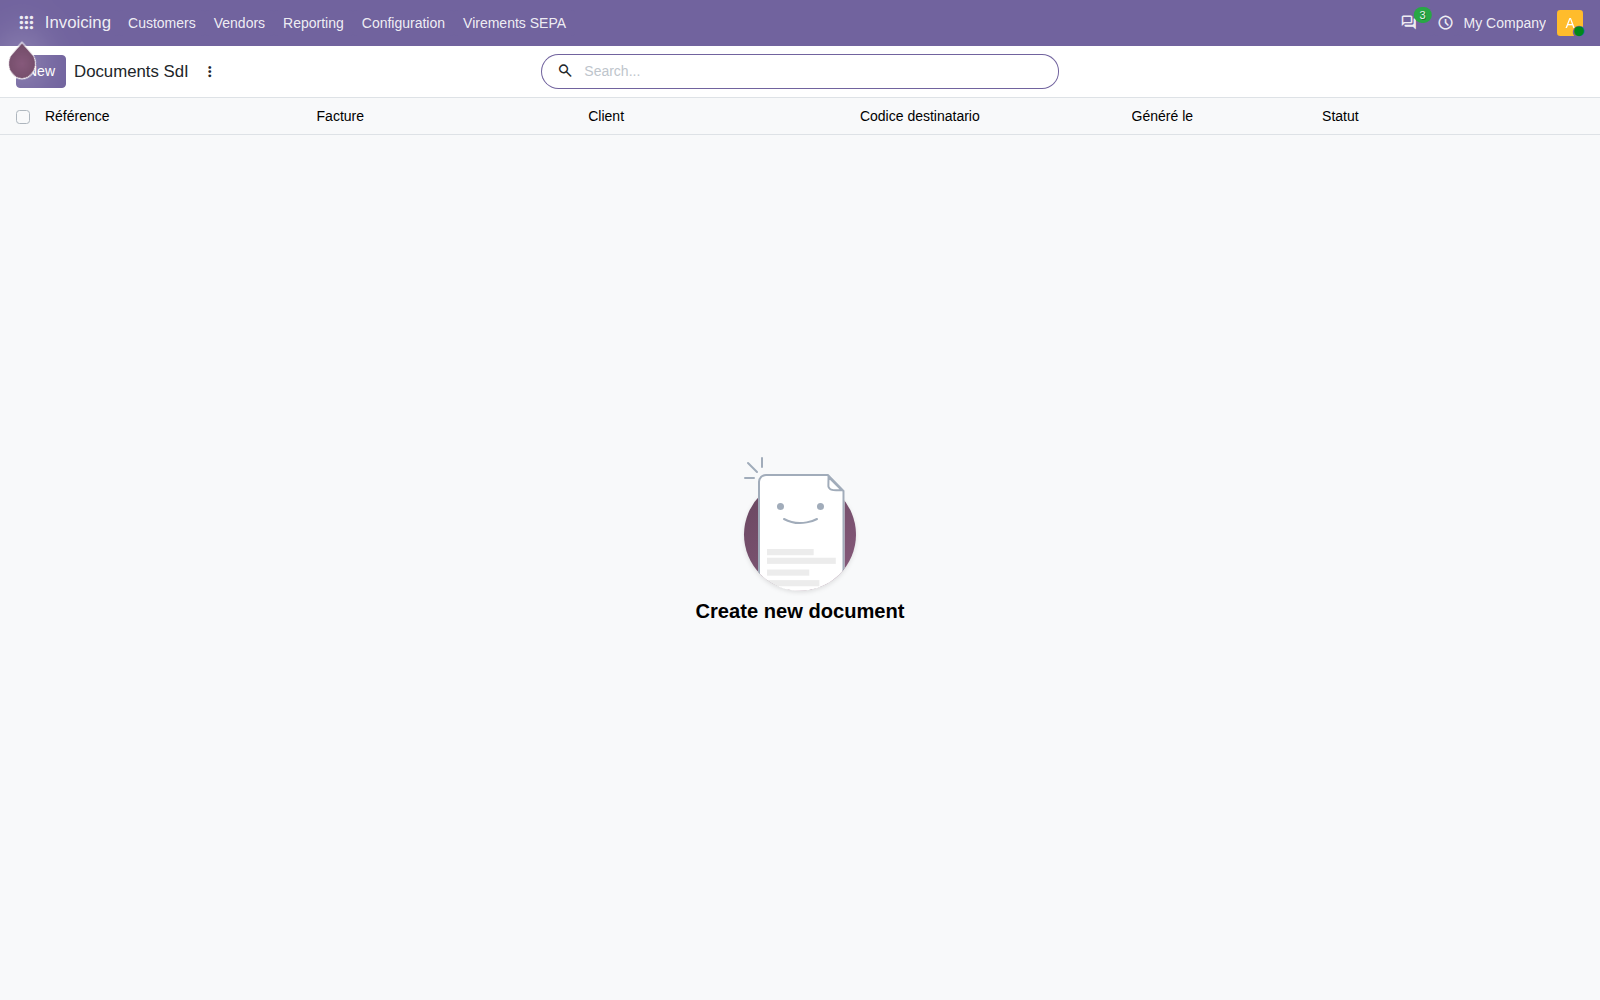 Invoicing Customers Vendors Reporting Configuration Virements SEPA 3 My Company A
New Documents SdI Search...
Référence Facture Client Codice destinatario Généré le Statut
Create new document